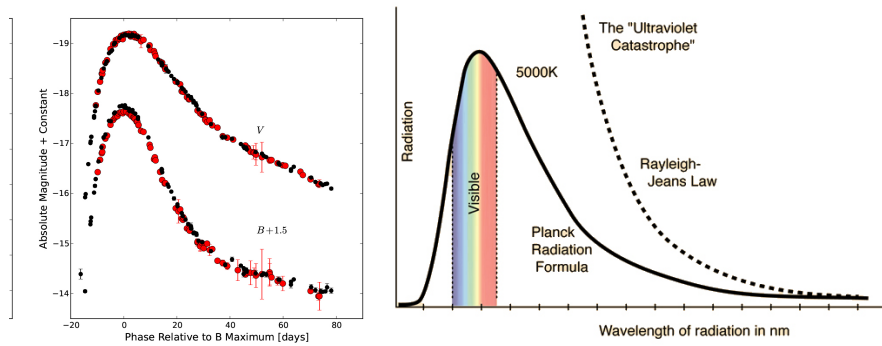 −19
−18
−17
−16
−15
−14
Absolute Magnitude + Constant
V
B+1.5
−20
0
20
40
60
80
Phase Relative to B Maximum [days]
Radiation
Visible
5000K
The "Ultraviolet
Catastrophe"
Rayleigh-
Jeans Law
Planck
Radiation
Formula
Wavelength of radiation in nm